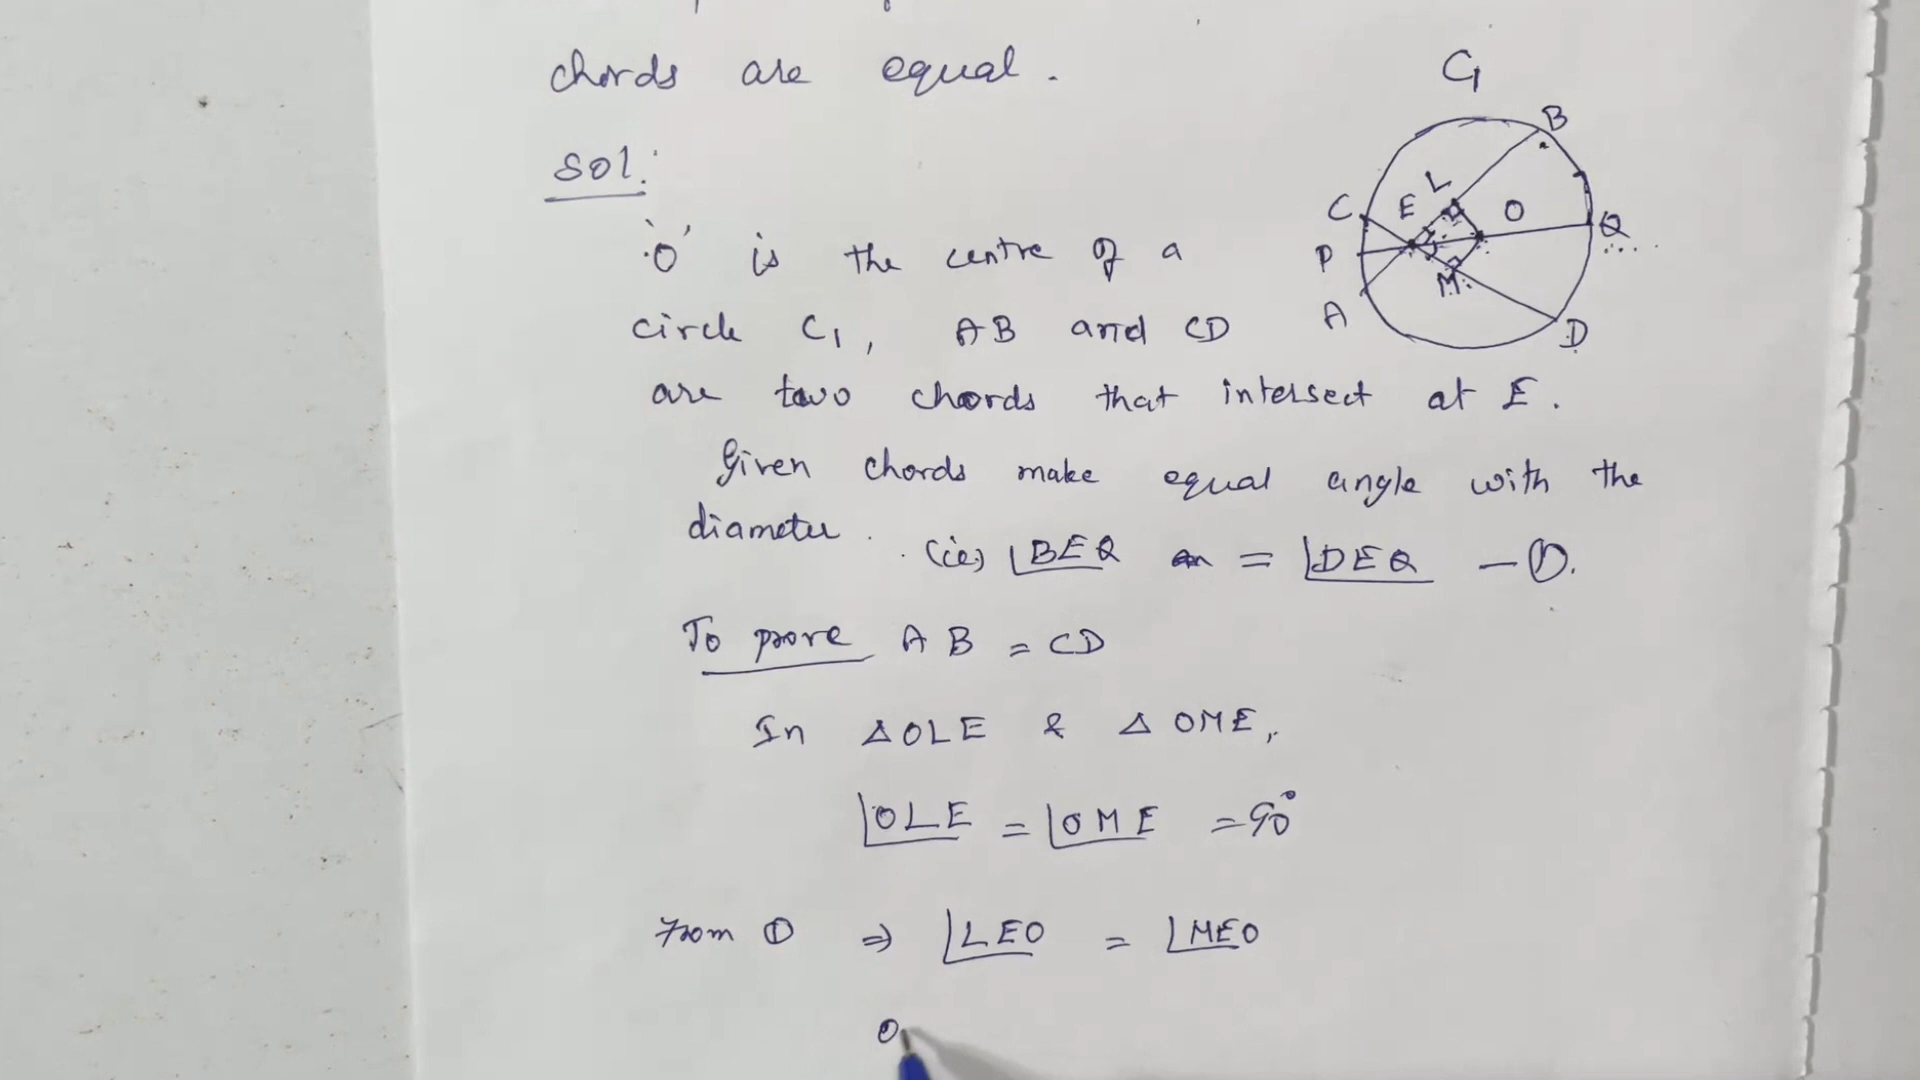 chords are equal.
C1
Sol:
'O' is the centre of a
circle C1, AB and CD
are two chords that intersect at E.
Given chords make equal angle with the
diameter. (ie) ∠BEQ = ∠DEQ —①.
To prove AB = CD
In △OLE & △OME,
∠OLE = ∠OME = 90°
From ① ⇒ ∠LEO = ∠MEO
O
B
L
C
E
O
Q
P
M
A
D